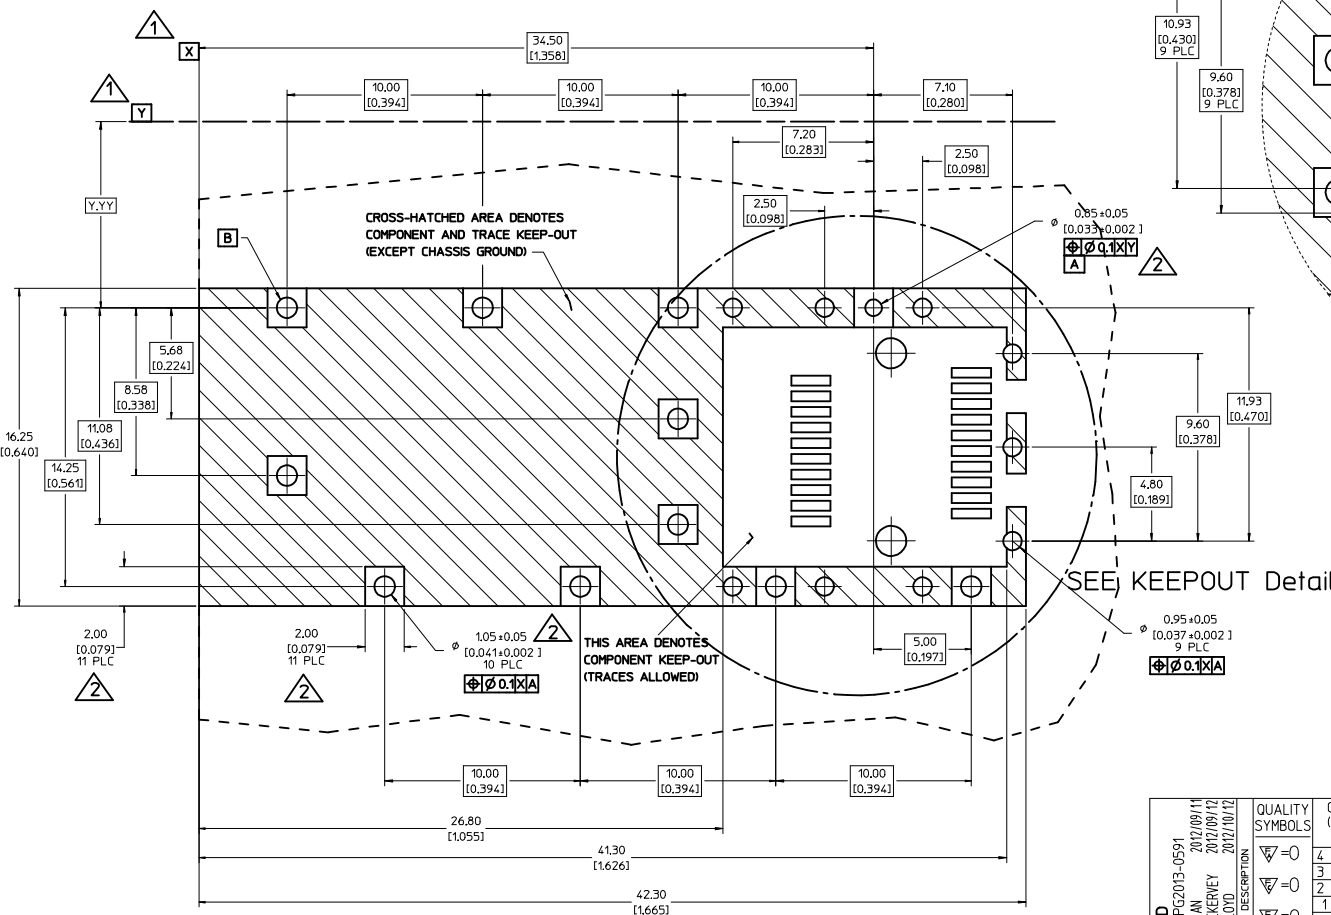 1
X
34.50
[1.358]
10.93
[0.430]
9 PLC
1
Y
10.00
[0.394]
10.00
[0.394]
10.00
[0.394]
7.10
[0.280]
9.60
[0.378]
9 PLC
7.20
[0.283]
2.50
[0.098]
Y.YY
2.50
[0.098]
CROSS-HATCHED AREA DENOTES
COMPONENT AND TRACE KEEP-OUT
(EXCEPT CHASSIS GROUND)
B
ø 0.85±0.05
[0.033±0.002 ]
⌖ Ø 0.1 X Y
A
2
5.68
[0.224]
8.58
[0.338]
11.08
[0.436]
16.25
[0.640]
14.25
[0.561]
11.93
[0.470]
9.60
[0.378]
4.80
[0.189]
SEE KEEPOUT Detail
2.00
[0.079]
11 PLC
2
2.00
[0.079]
11 PLC
2
ø 1.05±0.05
[0.041±0.002 ]
10 PLC
⌖ Ø 0.1 X A
2
THIS AREA DENOTES
COMPONENT KEEP-OUT
(TRACES ALLOWED)
5.00
[0.197]
ø 0.95±0.05
[0.037±0.002 ]
9 PLC
⌖ Ø 0.1 X A
10.00
[0.394]
10.00
[0.394]
10.00
[0.394]
26.80
[1.055]
41.30
[1.626]
42.30
[1.665]
PG2013-0591
2012/09/11
KERVEY 2012/09/12
OYD 2012/10/12
DESCRIPTION
QUALITY
SYMBOLS
=0
=0
=0
4
3
2
1